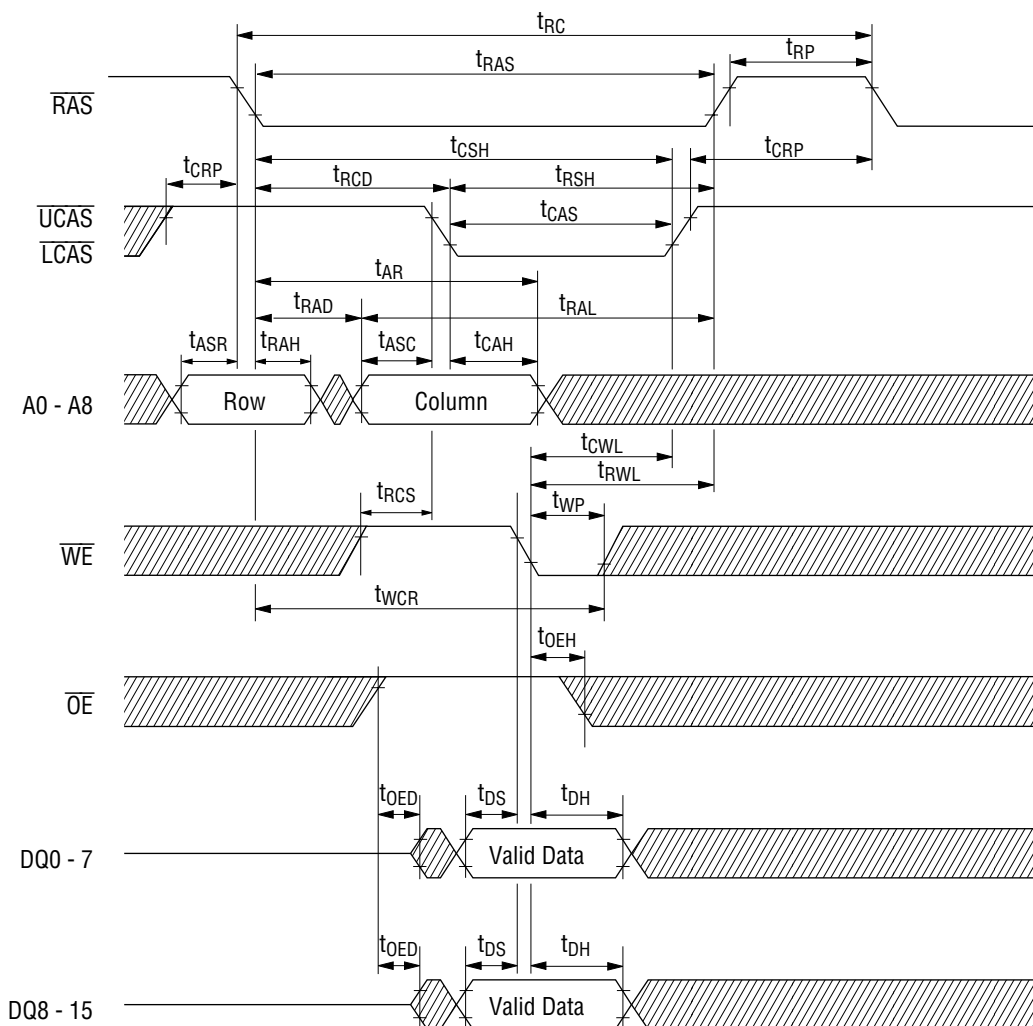 tRC
tRAS tRP
RAS
tCSH
tCRP tRCD tRSH tCRP
UCAS tCAS
LCAS
tAR
tRAD tRAL
tASR tRAH tASC tCAH
A0 - A8 Row Column
tCWL
tRCS tRWL
tWP
WE
tWCR
tOEH
OE
tOED tDS tDH
DQ0 - 7 Valid Data
tOED tDS tDH
DQ8 - 15 Valid Data